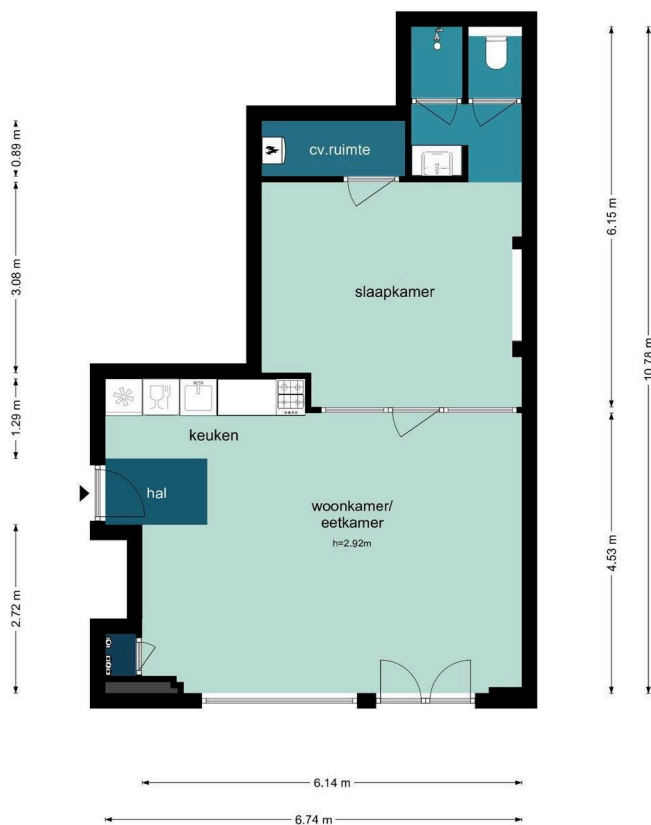 cv.ruimte
0.89 m
6.15 m
slaapkamer
3.08 m
10.78 m
1.29 m
keuken
hal
woonkamer/
eetkamer
h=2.92m
4.53 m
2.72 m
6.14 m
6.74 m